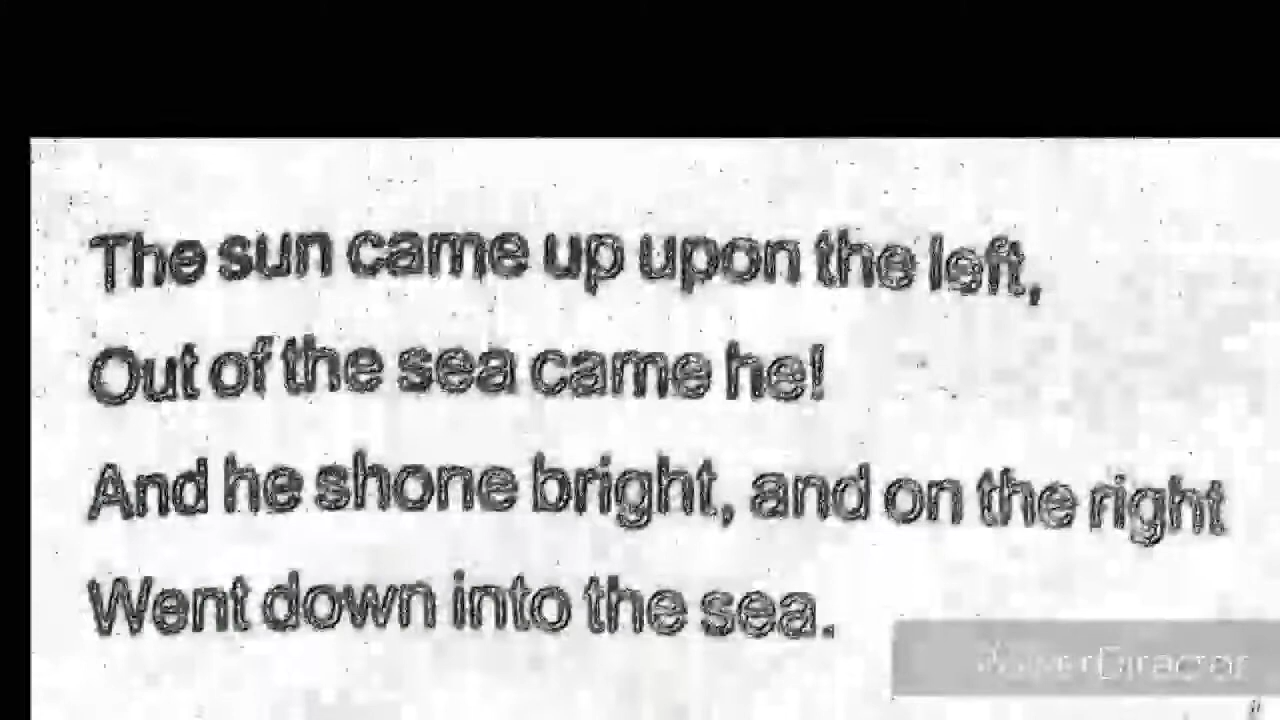 The sun came up upon the left,
Out of the sea came he!
And he shone bright, and on the right
Went down into the sea.
PowerDirector